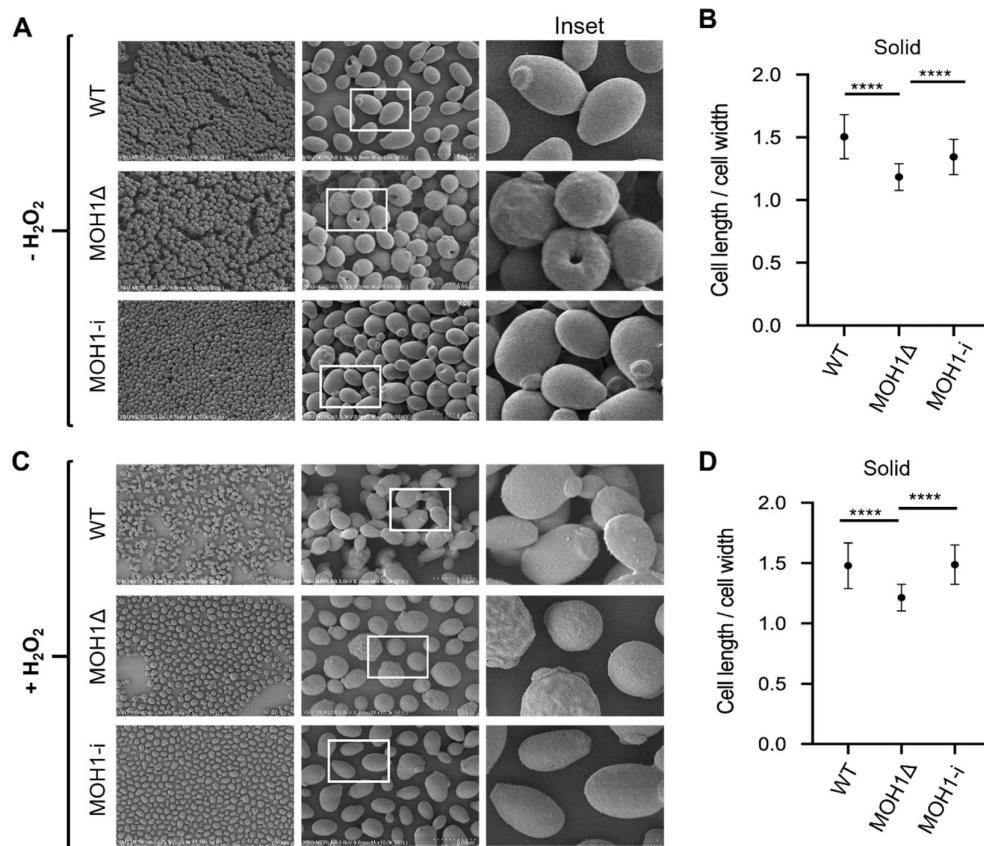 A
Inset
- H₂O₂
WT
MOH1Δ
MOH1-i
B
Solid
**** ****
Cell length / cell width
2.0
1.5
1.0
0.5
0.0
WT
MOH1Δ
MOH1-i
C
+ H₂O₂
WT
MOH1Δ
MOH1-i
D
Solid
**** ****
Cell length / cell width
2.0
1.5
1.0
0.5
0.0
WT
MOH1Δ
MOH1-i